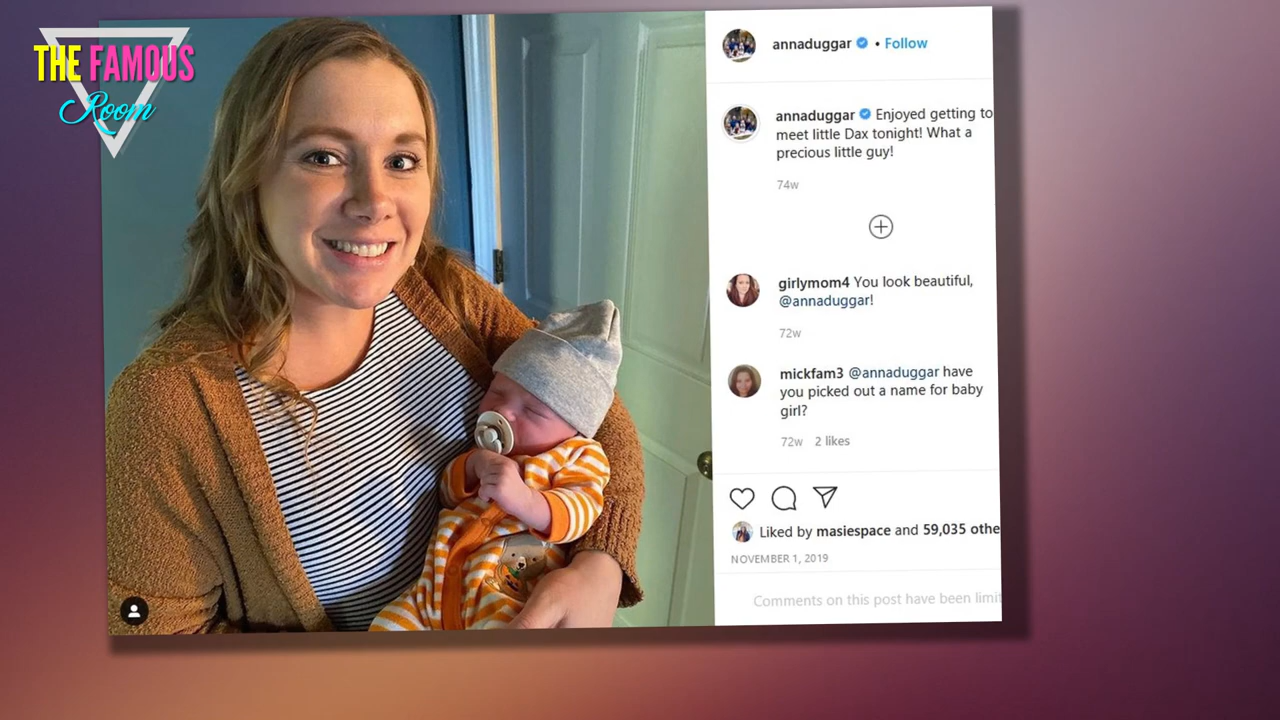 THE FAMOUS
Room
annaduggar • Follow
annaduggar Enjoyed getting to
meet little Dax tonight! What a
precious little guy!
74w
girlymom4 You look beautiful,
@annaduggar!
72w
mickfam3 @annaduggar have
you picked out a name for baby
girl?
72w 2 likes
Liked by masiespace and 59,035 othe
NOVEMBER 1, 2019
Comments on this post have been limit